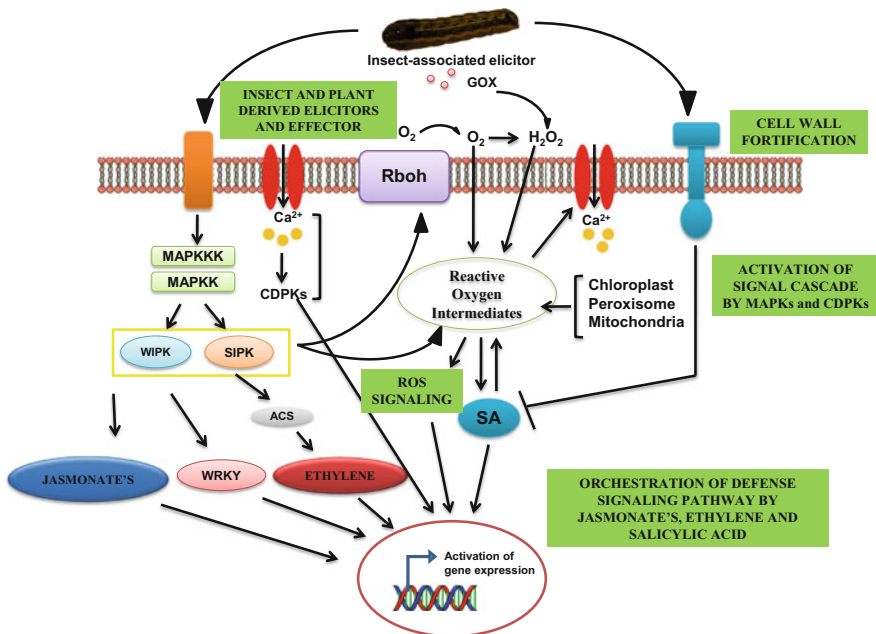 Insect-associated elicitor
GOX
INSECT AND PLANT
DERIVED ELICITORS
AND EFFECTOR
O2
O2
H2O2
CELL WALL
FORTIFICATION
Rboh
Ca2+
Ca2+
MAPKKK
MAPKK
CDPKs
Reactive
Oxygen
Intermediates
Chloroplast
Peroxisome
Mitochondria
ACTIVATION OF
SIGNAL CASCADE
BY MAPKs and CDPKs
WIPK
SIPK
ROS
SIGNALING
ACS
SA
JASMONATE'S
WRKY
ETHYLENE
ORCHESTRATION OF DEFENSE
SIGNALING PATHWAY BY
JASMONATE'S, ETHYLENE AND
SALICYLIC ACID
Activation of
gene expression